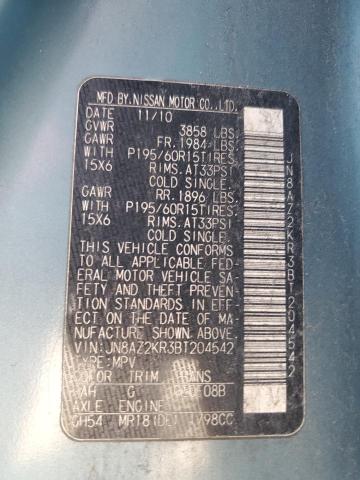 MFD.BY.NISSAN MOTOR CO.,LTD.
DATE 11/10
GVWR 3858 LBS.
GAWR FR.1984 LBS.
WITH P195/60R15TIRES,
15X6 RIMS.AT33PSI
COLD SINGLE.
GAWR RR.1896 LBS.
WITH P195/60R15TIRES,
15X6 RIMS.AT33PSI
COLD SINGLE.
THIS VEHICLE CONFORMS
TO ALL APPLICABLE FED-
ERAL MOTOR VEHICLE SA-
FETY AND THEFT PREVEN-
TION STANDARDS IN EFF-
ECT ON THE DATE OF MA-
NUFACTURE SHOWN ABOVE.
VIN:JN8AZ2KR3BT204542
TYPE:MPV
COLOR TRIM TRANS
G
AXLE ENGINE
JN8AZ2KR3BT204542